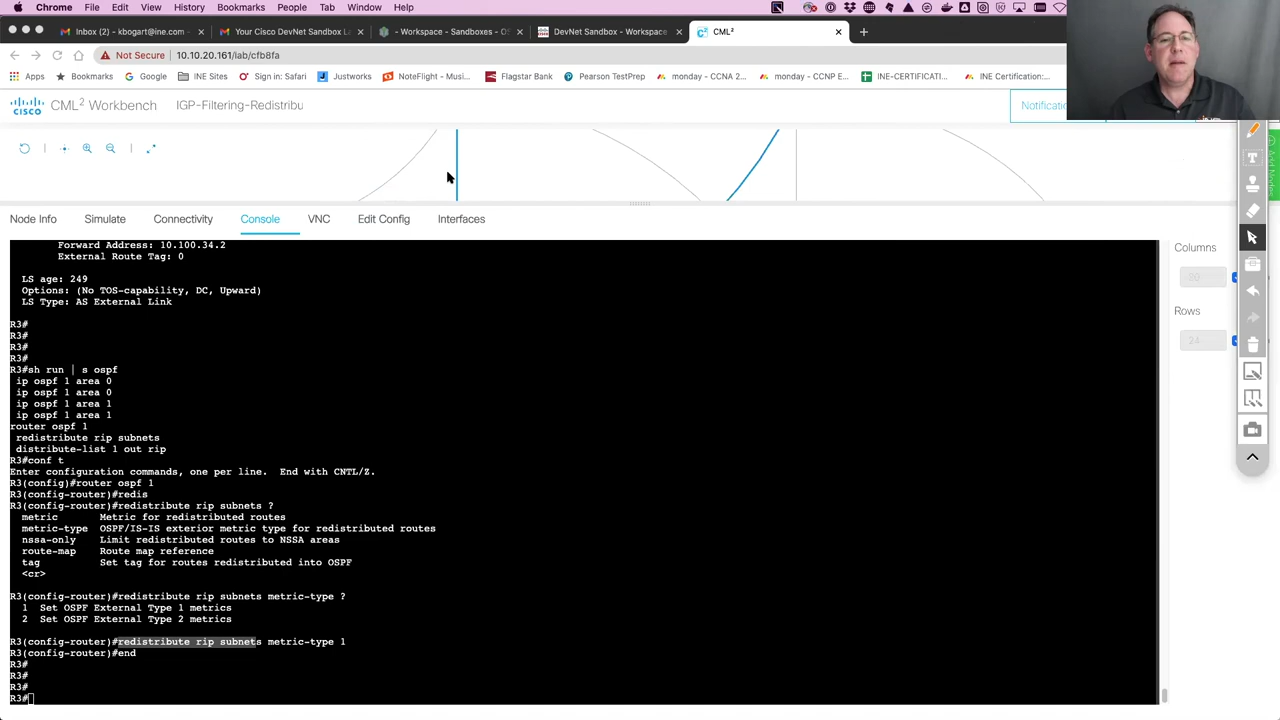 Chrome File Edit View History Bookmarks People Tab Window Help
Inbox (12) - kbogart@ine.com - Your Cisco DevNet Sandbox L - Workspace - Sandboxes - O DevNet Sandbox - Workspace CML²
Not Secure 10.10.20.161/lab/cfb8fa
Apps Bookmarks Google INE Sites Sign in: Safari Justworks NoteFlight - Musi... Flagstar Bank Pearson TestPrep monday - CCNA 2... monday - CCNP E... INE-CERTIFICATI... INE Certification:...
CISCO CML² Workbench IGP-Filtering-Redistribu Notificati
Node Info Simulate Connectivity Console VNC Edit Config Interfaces
Forward Address: 10.100.34.2
External Route Tag: 0
LS age: 249
Options: (No TOS-capability, DC, Upward)
LS Type: AS External Link
R3#
R3#
R3#
R3#
R3#sh run | s ospf
ip ospf 1 area 0
ip ospf 1 area 0
ip ospf 1 area 1
ip ospf 1 area 1
router ospf 1
redistribute rip subnets
distribute-list 1 out rip
R3#conf t
Enter configuration commands, one per line. End with CNTL/Z.
R3(config)#router ospf 1
R3(config-router)#redis
R3(config-router)#redistribute rip subnets ?
metric Metric for redistributed routes
metric-type OSPF/IS-IS exterior metric type for redistributed routes
nssa-only Limit redistributed routes to NSSA areas
route-map Route map reference
tag Set tag for routes redistributed into OSPF
<cr>
R3(config-router)#redistribute rip subnets metric-type ?
1 Set OSPF External Type 1 metrics
2 Set OSPF External Type 2 metrics
R3(config-router)#redistribute rip subnets metric-type 1
R3(config-router)#end
R3#
R3#
R3#
R3#
Columns
20
Rows
24